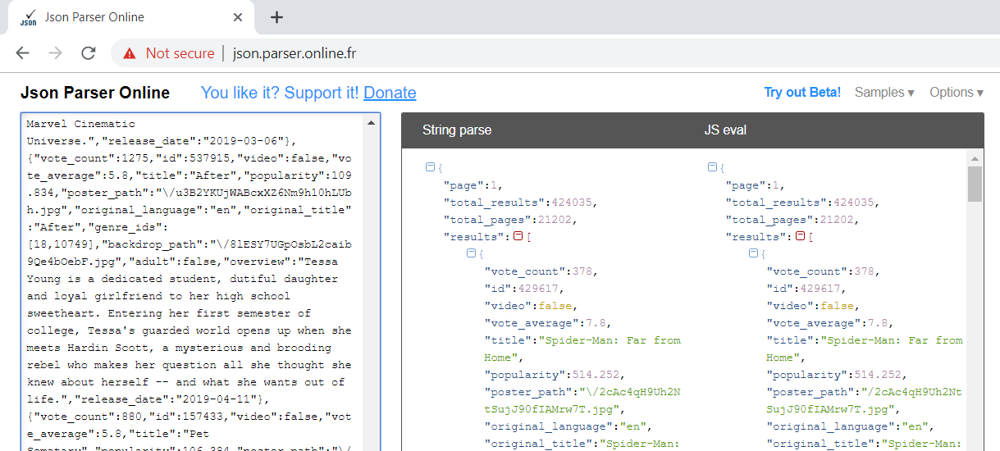 Json Parser Online
Not secure | json.parser.online.fr
Json Parser Online
You like it? Support it! Donate
Try out Beta! Samples ▾ Options ▾
Marvel Cinematic
Universe.","release_date":"2019-03-06"},
{"vote_count":1275,"id":537915,"video":false,"vo
te_average":5.8,"title":"After","popularity":109
.834,"poster_path":"\/u3B2YKUjWABcxXZ6Nm9h10hLUb
h.jpg","original_language":"en","original_title"
:"After","genre_ids":
[18,10749],"backdrop_path":"\/8lESY7UGpOsbL2caib
9Qe4bOebF.jpg","adult":false,"overview":"Tessa
Young is a dedicated student, dutiful daughter
and loyal girlfriend to her high school
sweetheart. Entering her first semester of
college, Tessa's guarded world opens up when she
meets Hardin Scott, a mysterious and brooding
rebel who makes her question all she thought she
knew about herself -- and what she wants out of
life.","release_date":"2019-04-11"},
{"vote_count":880,"id":157433,"video":false,"vot
e_average":5.8,"title":"Pet
Sematary","popularity":106.384,"poster_path":"\/
String parse
{
"page":1,
"total_results":424035,
"total_pages":21202,
"results":[
{
"vote_count":378,
"id":429617,
"video":false,
"vote_average":7.8,
"title":"Spider-Man: Far from
Home",
"popularity":514.252,
"poster_path":"\/2cAc4qH9Uh2N
tSujJ90fIAMrw7T.jpg",
"original_language":"en",
"original_title":"Spider-Man:
JS eval
{
"page":1,
"total_results":424035,
"total_pages":21202,
"results":[
{
"vote_count":378,
"id":429617,
"video":false,
"vote_average":7.8,
"title":"Spider-Man: Far from
Home",
"popularity":514.252,
"poster_path":"/2cAc4qH9Uh2Nt
SujJ90fIAMrw7T.jpg",
"original_language":"en",
"original_title":"Spider-Man: